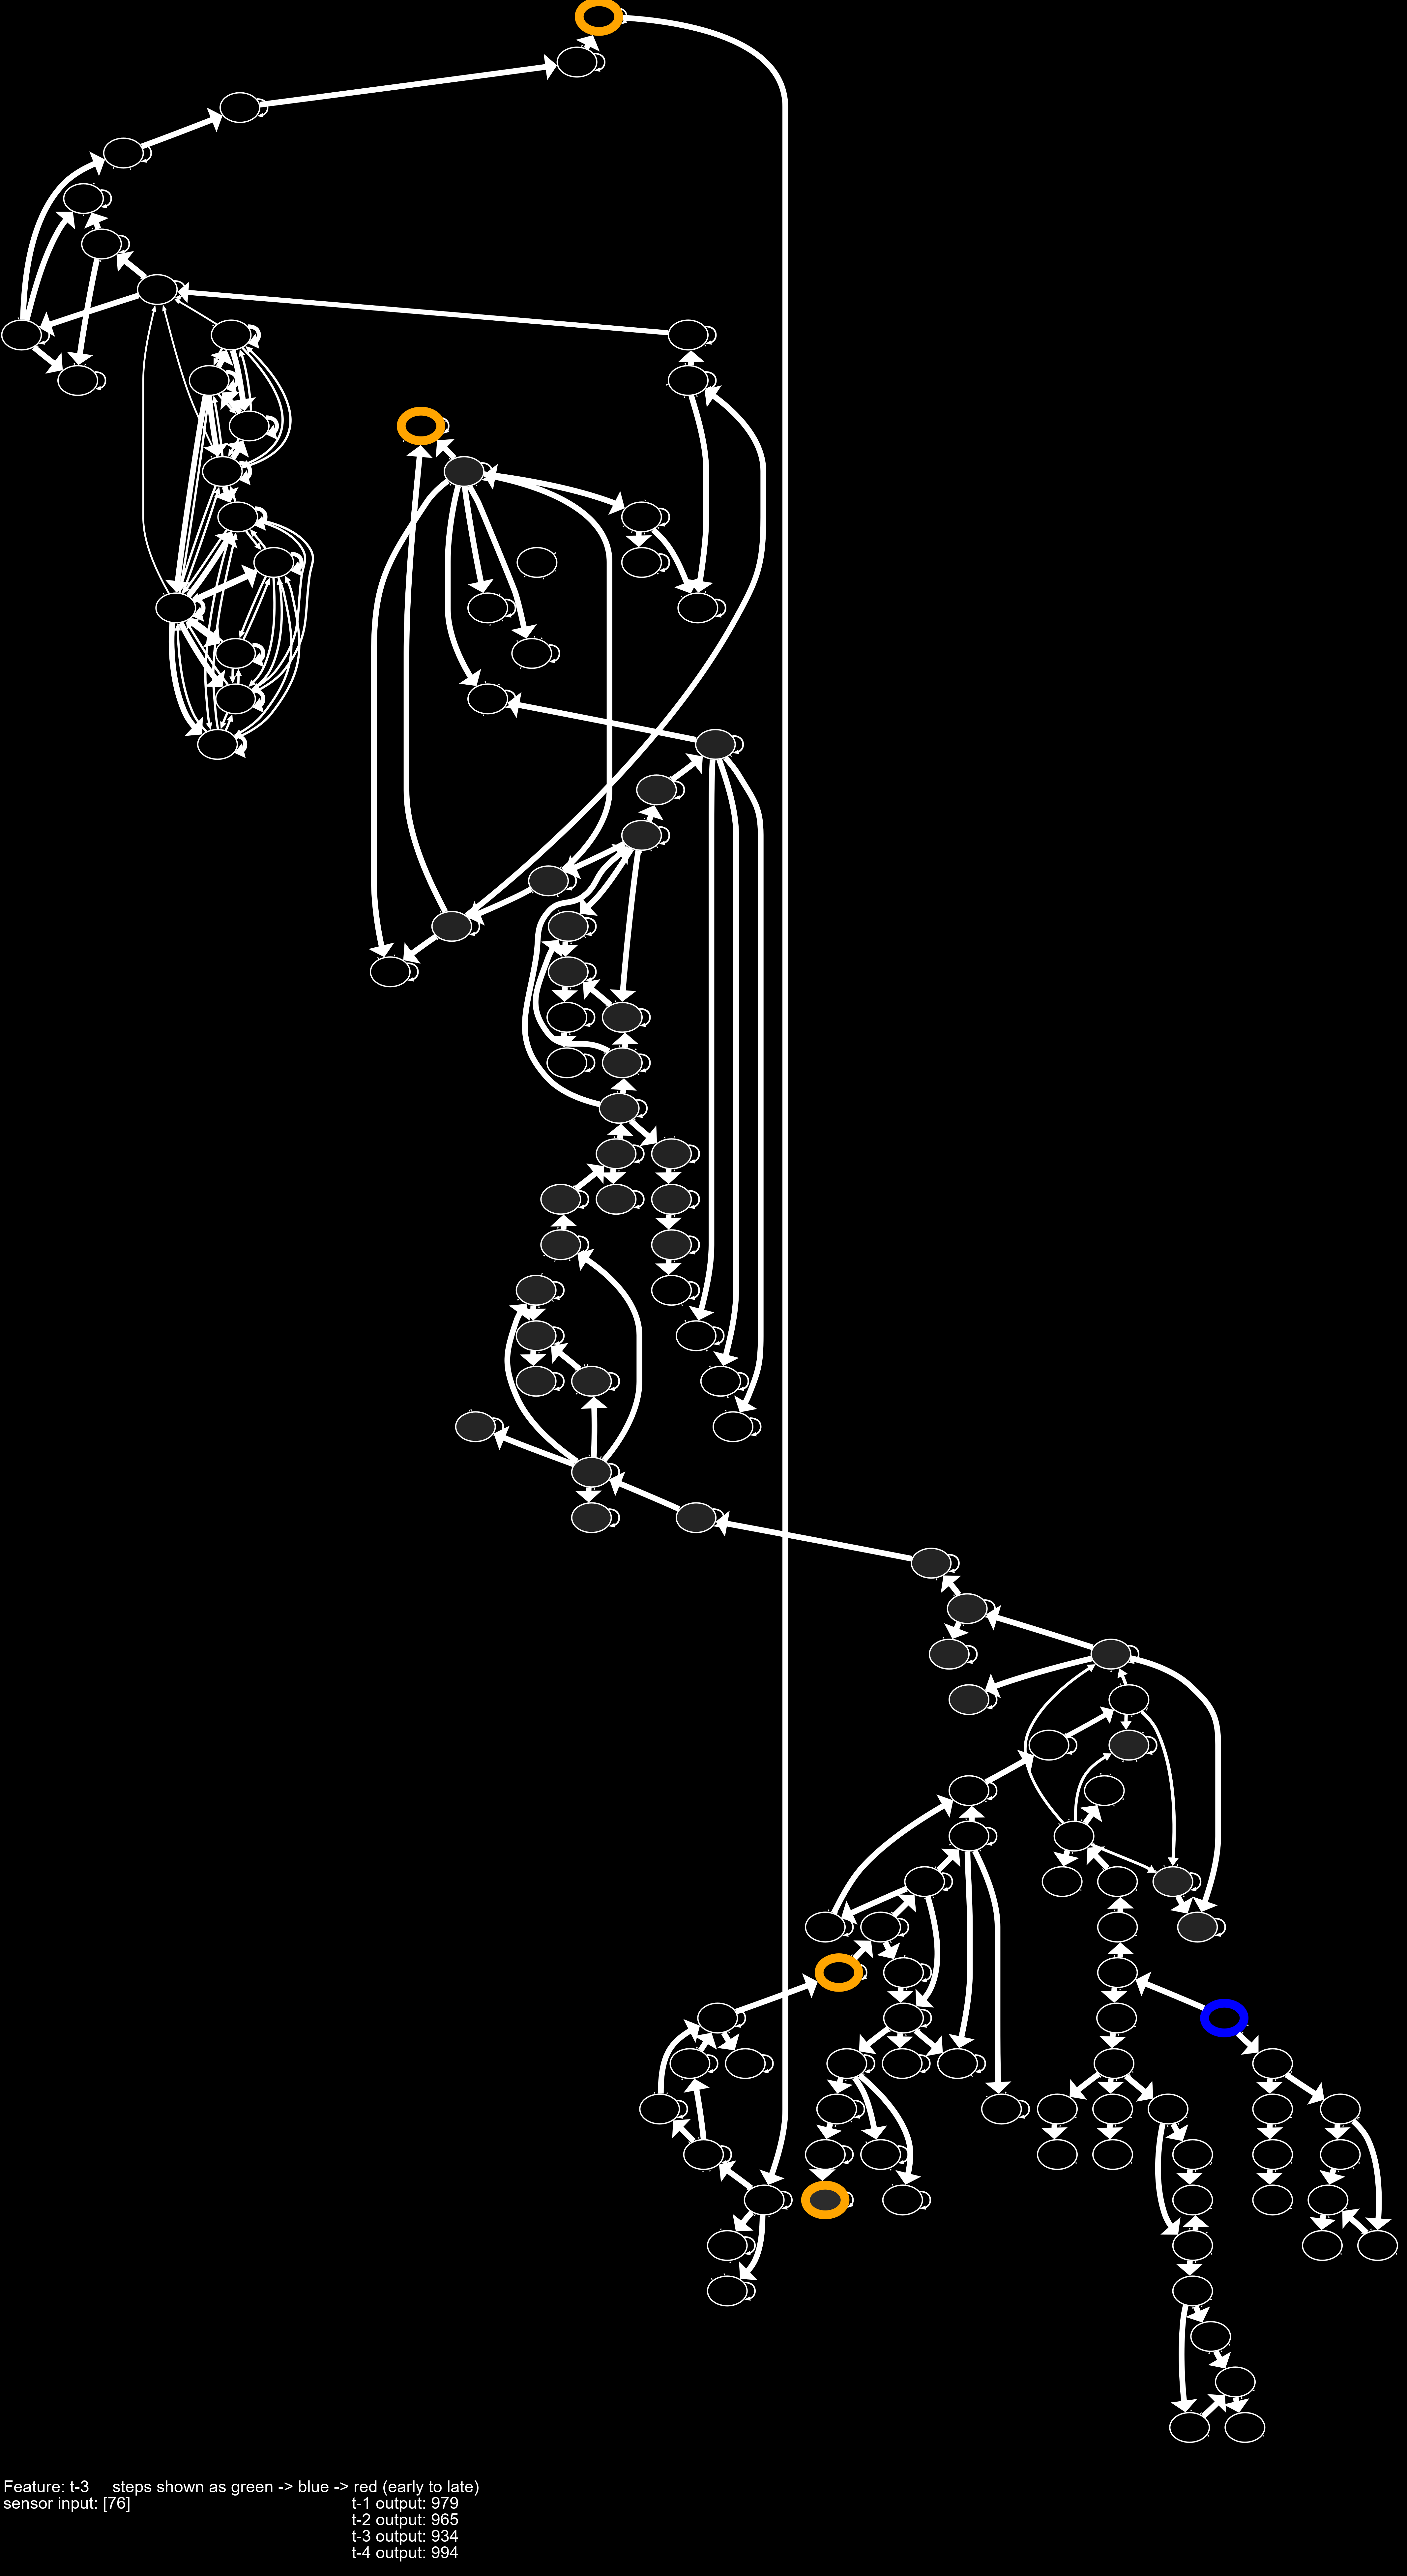 Feature: t-3 steps shown as green -> blue -> red (early to late)
sensor input: [76] t-1 output: 979
t-2 output: 965
t-3 output: 934
t-4 output: 994